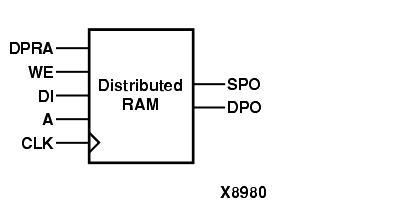 DPRA
WE
DI
A
CLK
Distributed
RAM
SPO
DPO
X8980